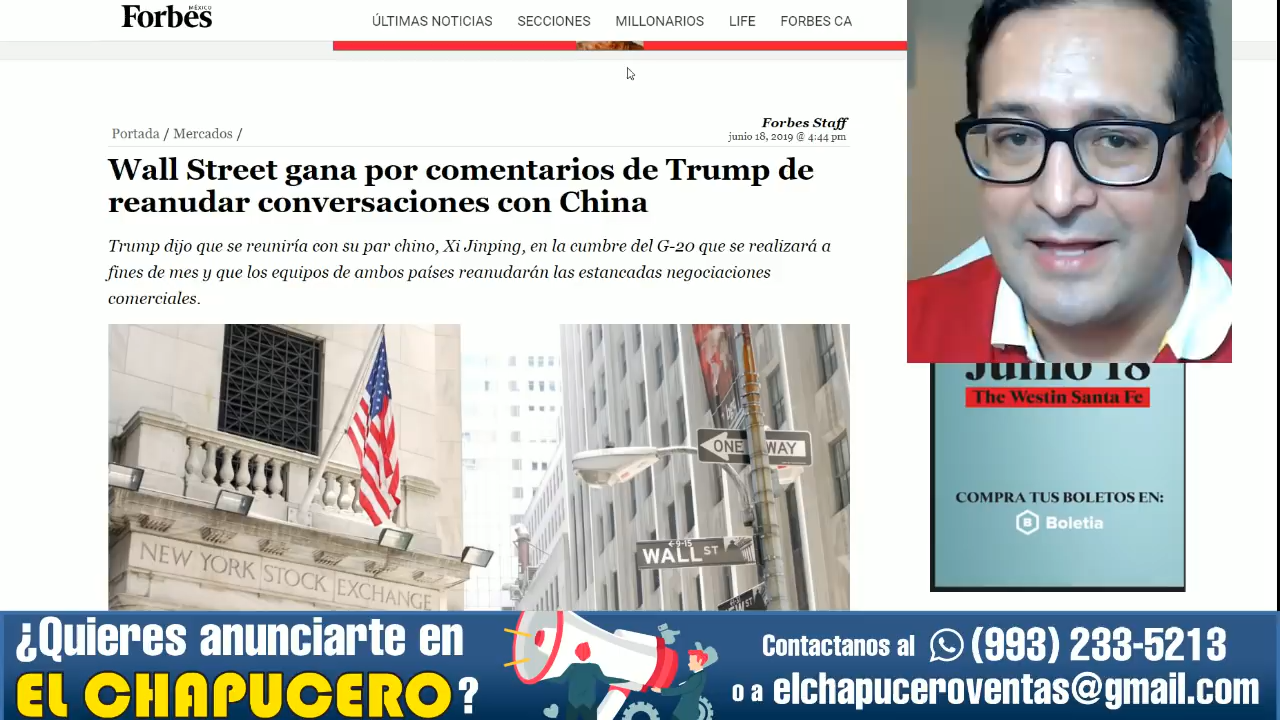 Forbes
MÉXICO
ÚLTIMAS NOTICIAS SECCIONES MILLONARIOS LIFE FORBES CA
Portada / Mercados /
Forbes Staff
junio 18, 2019 @ 4:44 pm
Wall Street gana por comentarios de Trump de
reanudar conversaciones con China
Trump dijo que se reuniría con su par chino, Xi Jinping, en la cumbre del G-20 que se realizará a
fines de mes y que los equipos de ambos países reanudarán las estancadas negociaciones
comerciales.
ONE WAY
9-15
WALL ST
NEW YORK STOCK EXCHANGE
Junio 18
The Westin Santa Fe
COMPRA TUS BOLETOS EN:
B Boletia
¿Quieres anunciarte en
EL CHAPUCERO?
Contactanos al (993) 233-5213
o a elchapuceroventas@gmail.com